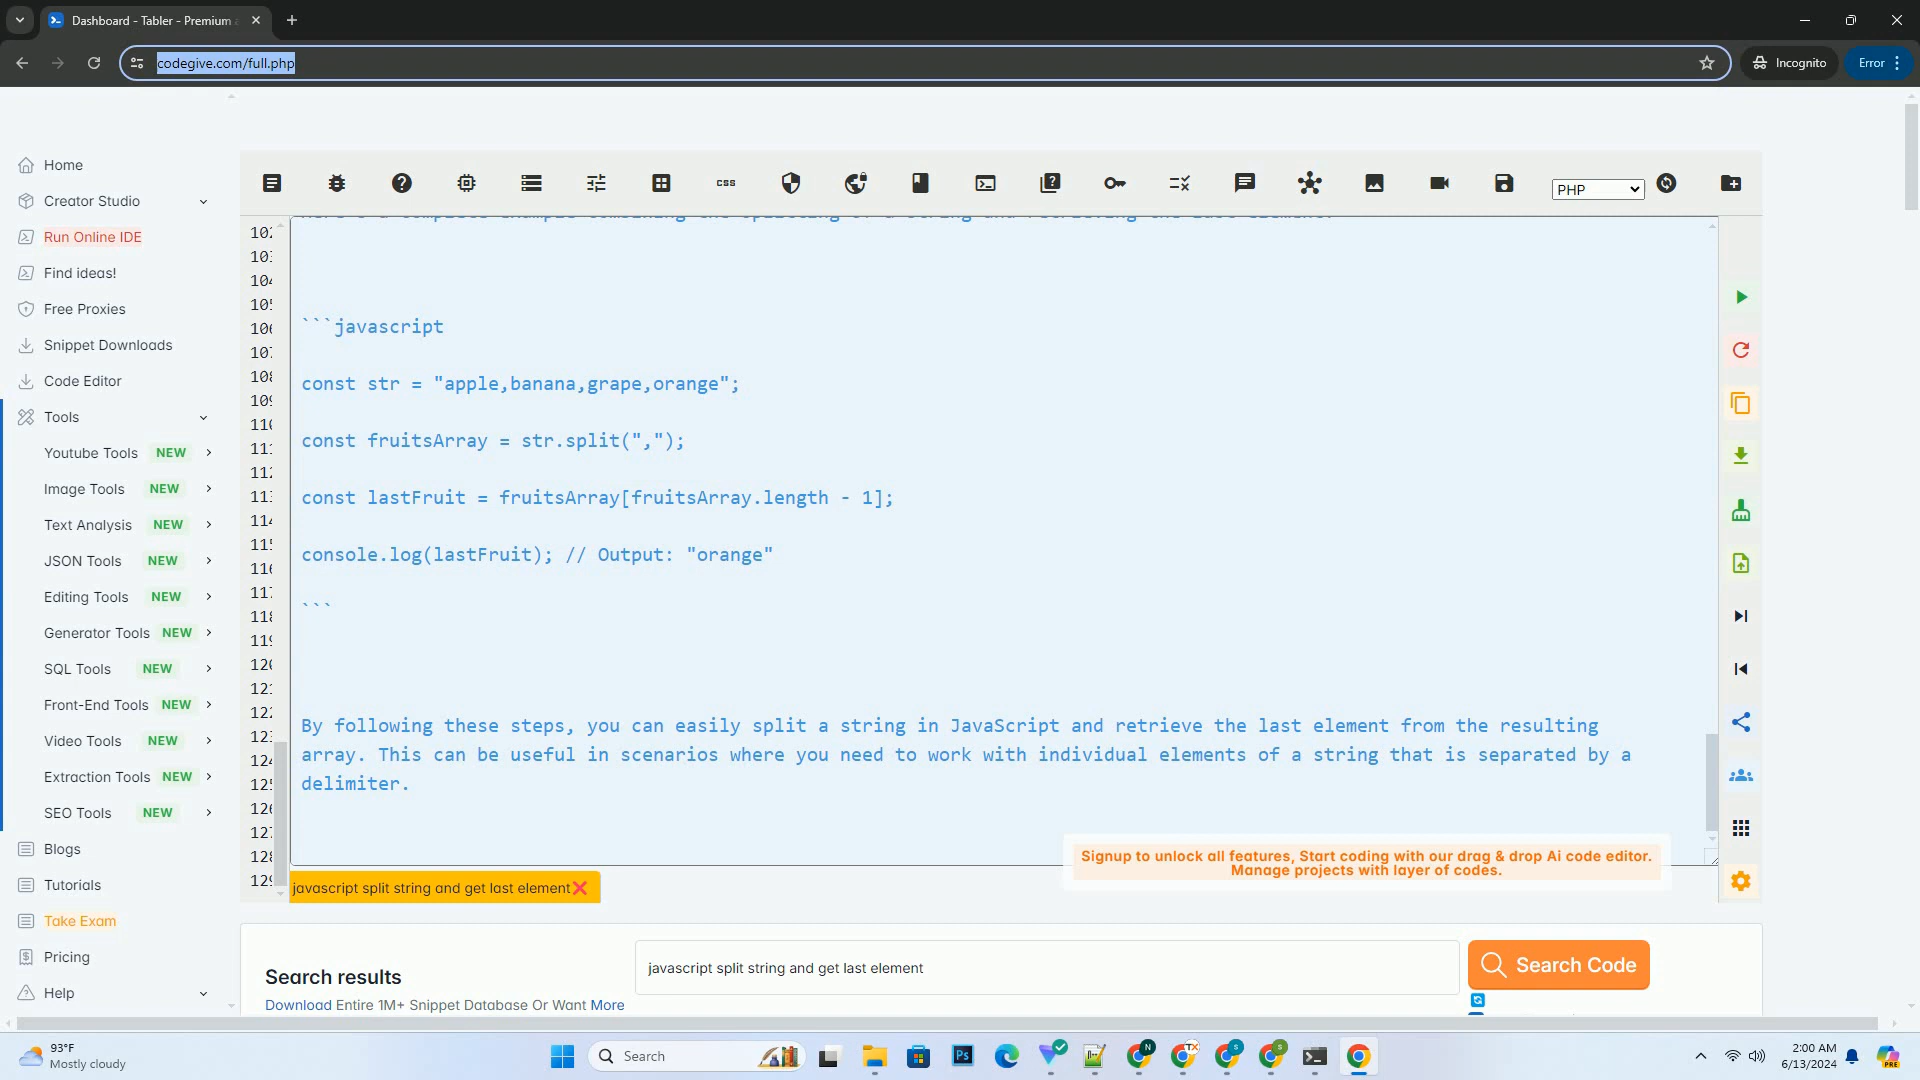 Dashboard - Tabler - Premium
codegive.com/full.php
Incognito
Error
Home
Creator Studio
Run Online IDE
Find ideas!
Free Proxies
Snippet Downloads
Code Editor
Tools
Youtube Tools NEW
Image Tools NEW
Text Analysis NEW
JSON Tools NEW
Editing Tools NEW
Generator Tools NEW
SQL Tools NEW
Front-End Tools NEW
Video Tools NEW
Extraction Tools NEW
SEO Tools NEW
Blogs
Tutorials
Take Exam
Pricing
Help
css
PHP
```javascript
const str = "apple,banana,grape,orange";
const fruitsArray = str.split(",");
const lastFruit = fruitsArray[fruitsArray.length - 1];
console.log(lastFruit); // Output: "orange"
```
By following these steps, you can easily split a string in JavaScript and retrieve the last element from the resulting
array. This can be useful in scenarios where you need to work with individual elements of a string that is separated by a
delimiter.
Signup to unlock all features, Start coding with our drag & drop Ai code editor.
Manage projects with layer of codes.
javascript split string and get last element
Search results
Download Entire 1M+ Snippet Database Or Want More
javascript split string and get last element
Search Code
93°F
Mostly cloudy
Search
2:00 AM
6/13/2024